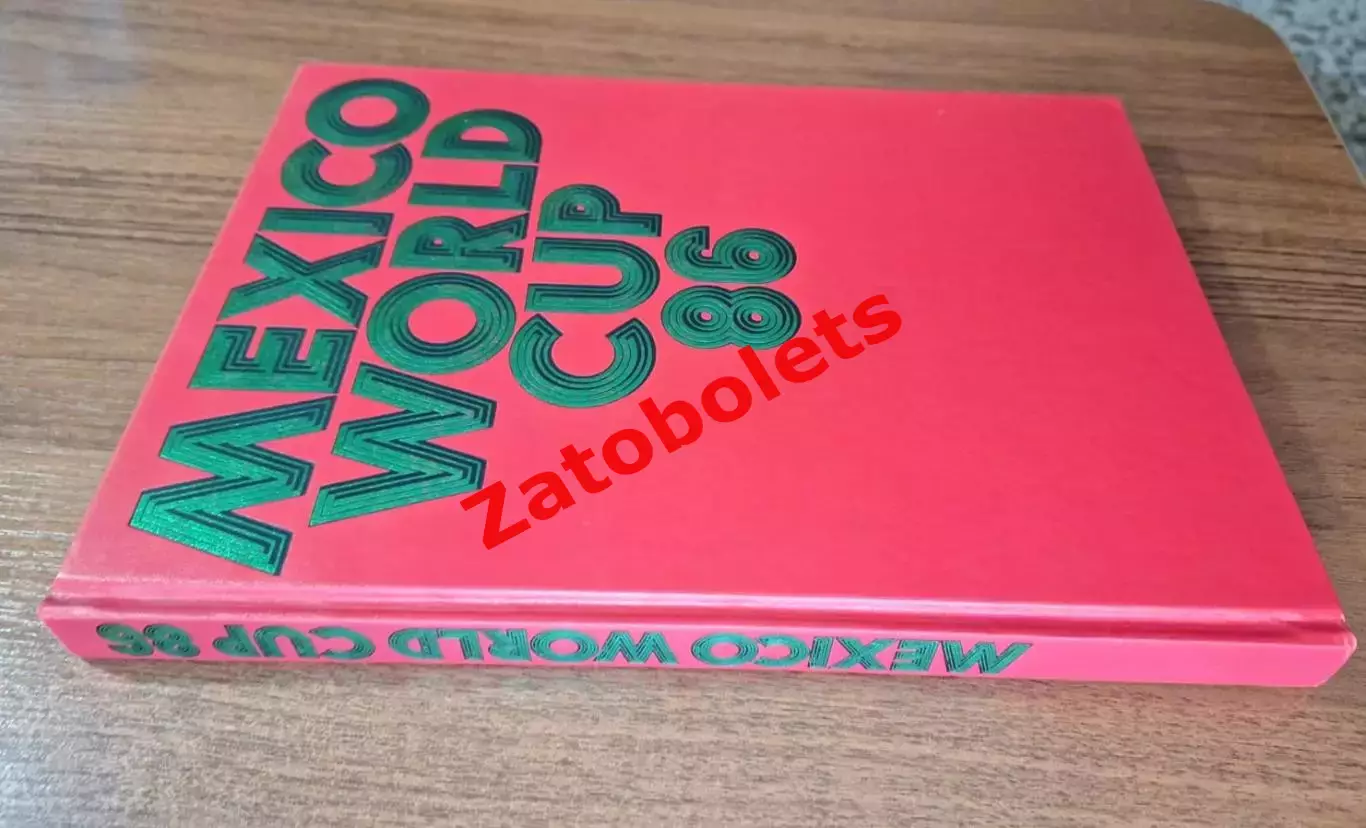 MEXICO
WORLD
CUP
86
Zatobolets
MEXICO WORLD CUP 86